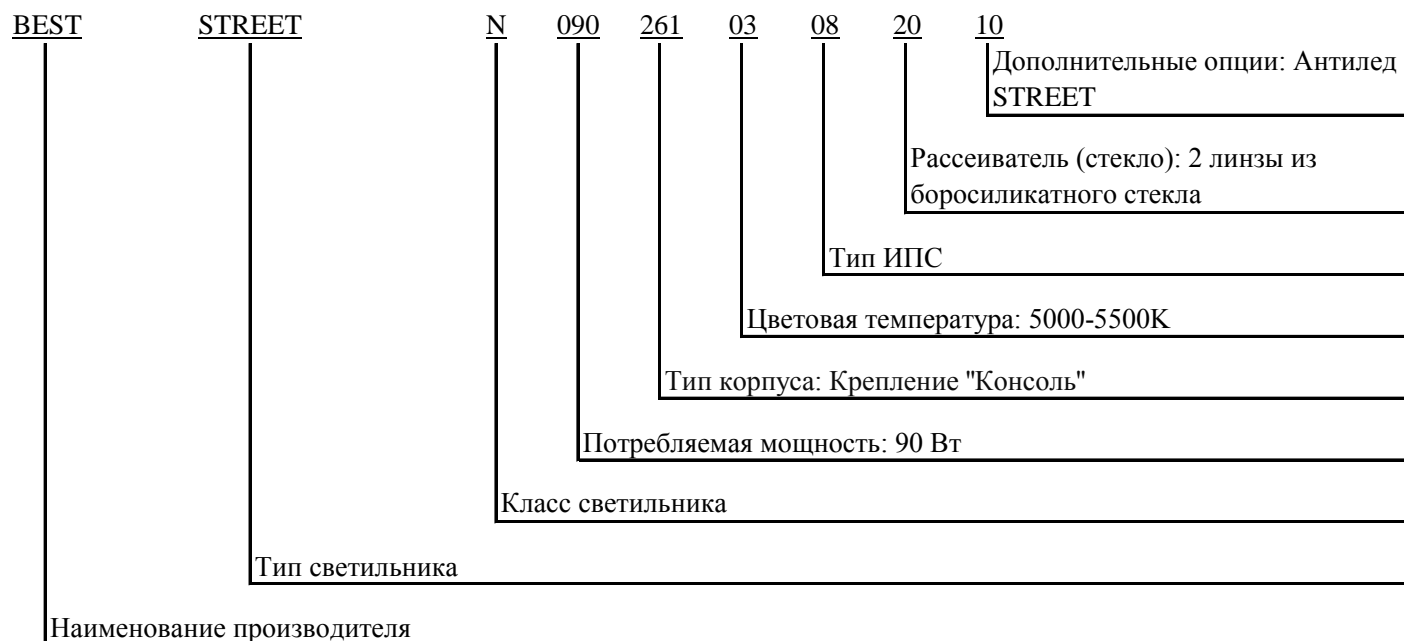 BEST STREET N 090 261 03 08 20 10
Дополнительные опции: Антилед
STREET
Рассеиватель (стекло): 2 линзы из
боросиликатного стекла
Тип ИПС
Цветовая температура: 5000-5500K
Тип корпуса: Крепление "Консоль"
Потребляемая мощность: 90 Вт
Класс светильника
Тип светильника
Наименование производителя